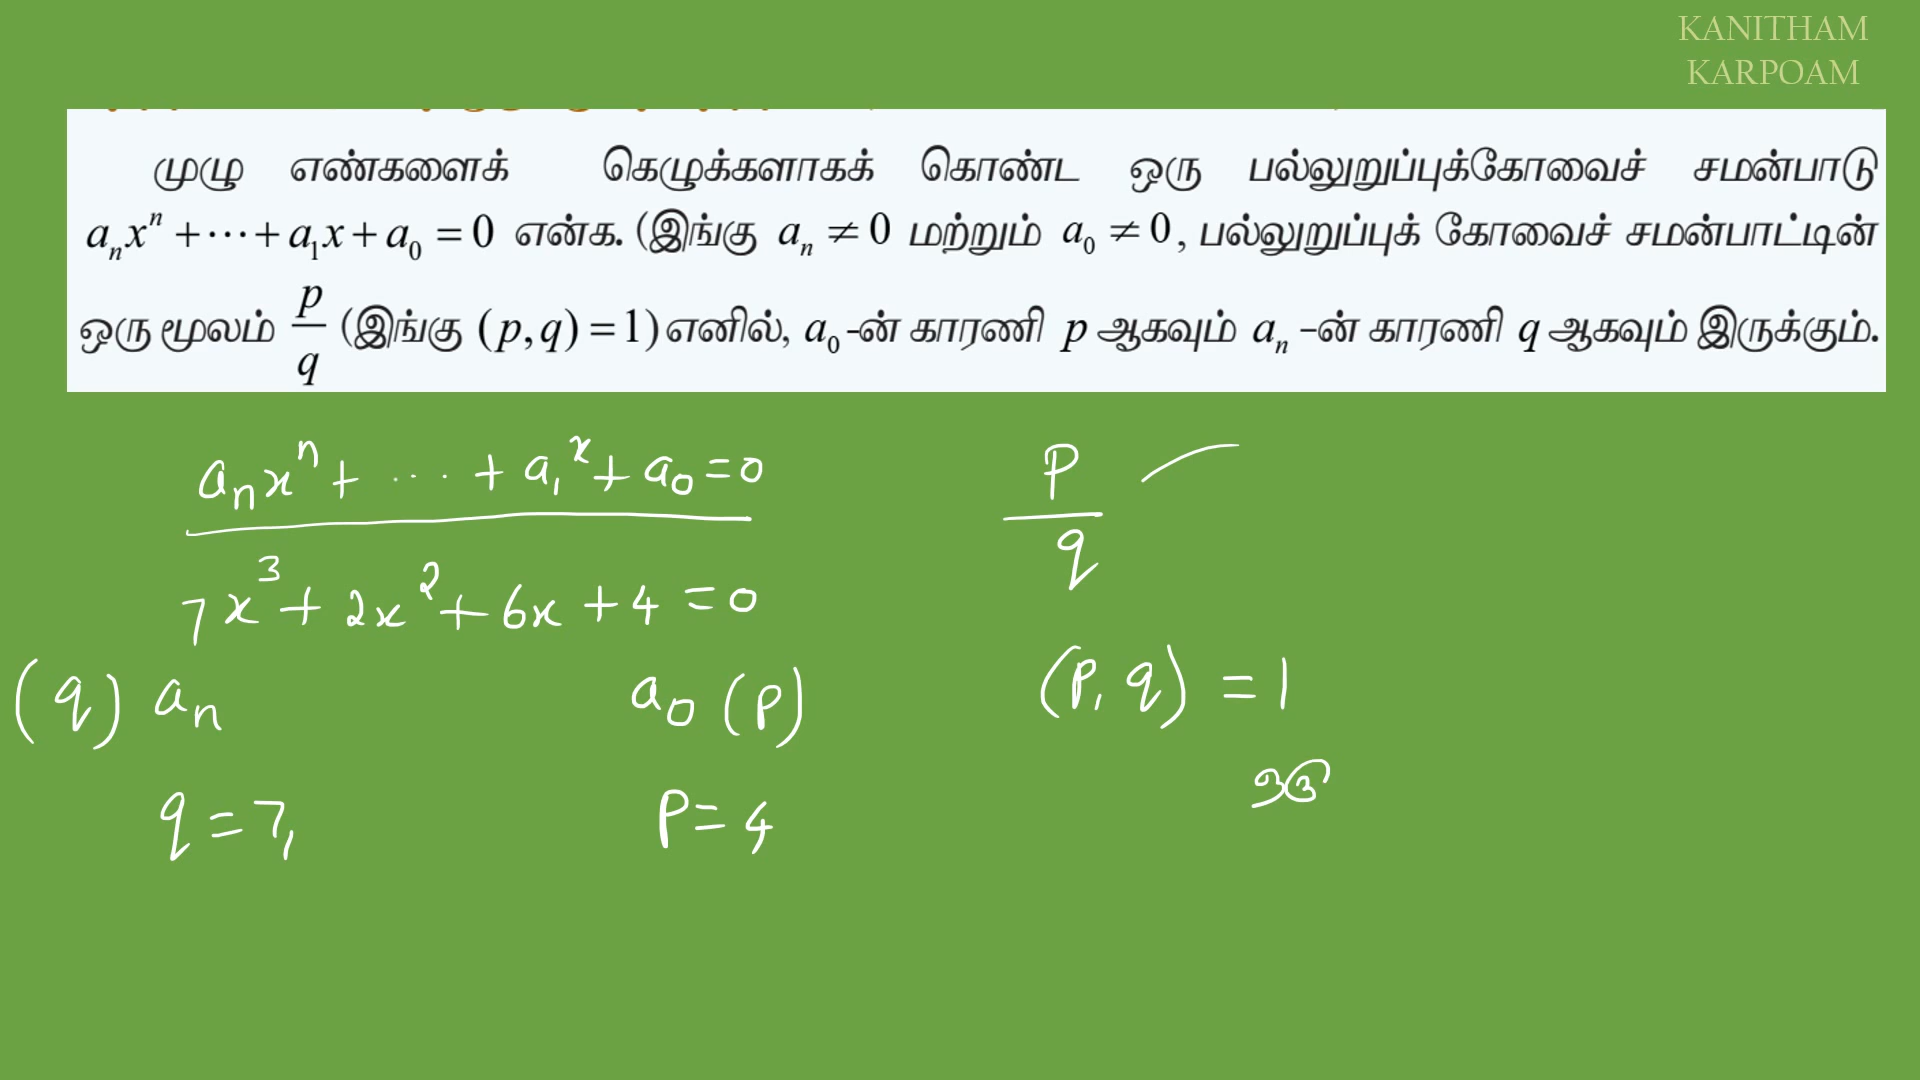 KANITHAM
KARPOAM
முழு எண்களைக் கெழுக்களாகக் கொண்ட ஒரு பல்லுறுப்புக்கோவைச் சமன்பாடு
aₙxⁿ + ⋯ + a₁x + a₀ = 0 என்க. (இங்கு aₙ ≠ 0 மற்றும் a₀ ≠ 0, பல்லுறுப்புக் கோவைச் சமன்பாட்டின்
ஒரு மூலம் p/q (இங்கு (p,q) = 1) எனில், a₀-ன் காரணி p ஆகவும் aₙ -ன் காரணி q ஆகவும் இருக்கும்.
aₙxⁿ + ... + a₁x + a₀ = 0
p/q
7x³ + 2x² + 6x + 4 = 0
(q) aₙ a₀ (p)
(p, q) = 1
q = 7, p = 4